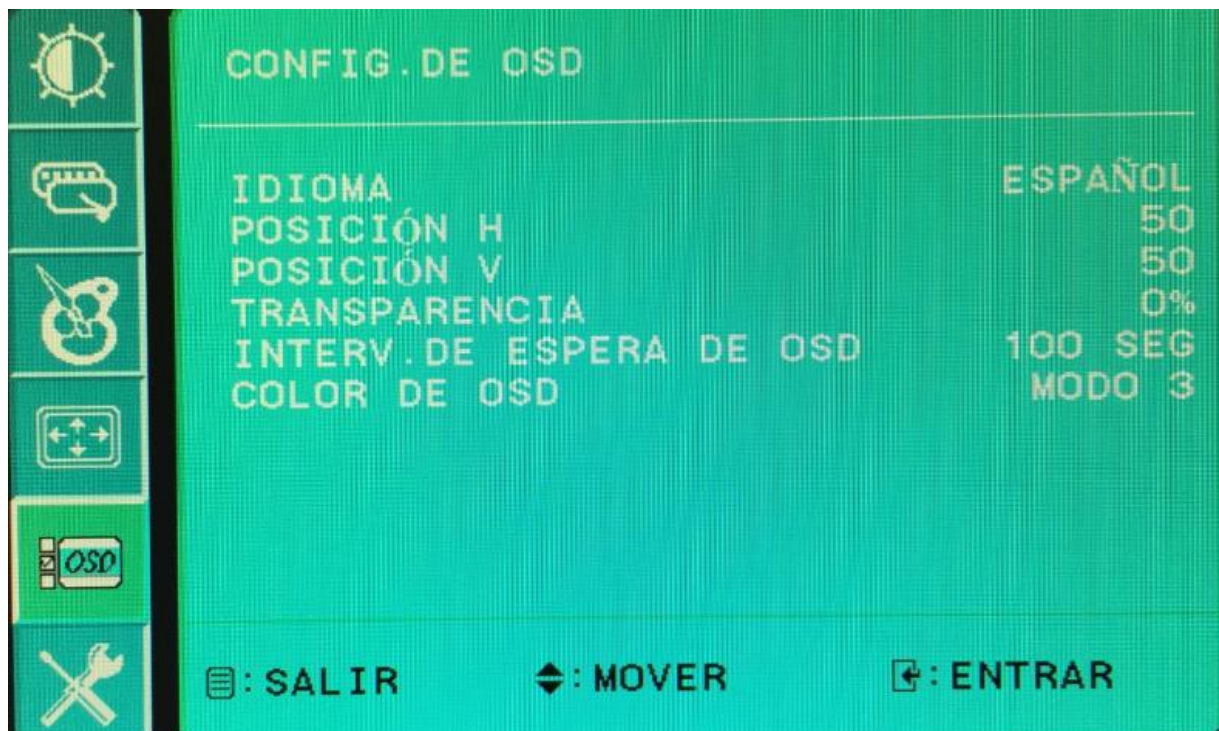 CONFIG.DE OSD
IDIOMA ESPAÑOL
POSICIÓN H 50
POSICIÓN V 50
TRANSPARENCIA 0%
INTERV.DE ESPERA DE OSD 100 SEG
COLOR DE OSD MODO 3
OSD
:SALIR :MOVER :ENTRAR